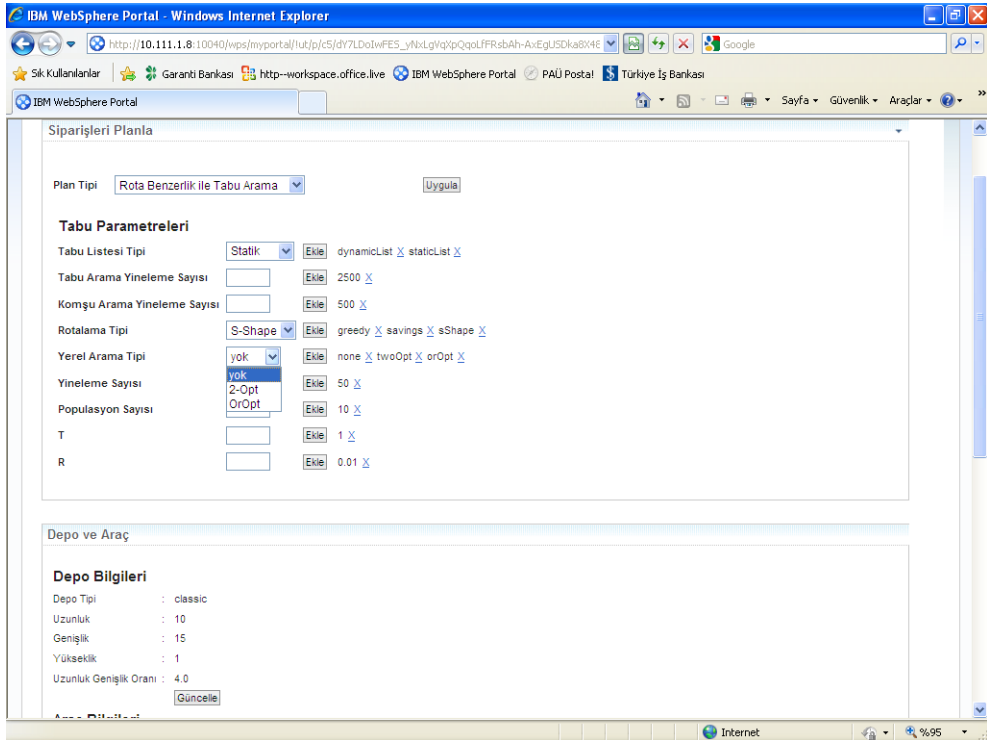 IBM WebSphere Portal - Windows Internet Explorer
http://10.111.1.8:10040/wps/myportal/!ut/p/c5/
Google
Sık Kullanılanlar Garanti Bankası http--workspace.office.live IBM WebSphere Portal PAÜ Posta! Türkiye İş Bankası
IBM WebSphere Portal Sayfa Güvenlik Araçlar
Siparişleri Planla
Plan Tipi Rota Benzerlik ile Tabu Arama Uygula
Tabu Parametreleri
Tabu Listesi Tipi Statik Ekle dynamicList X staticList X
Tabu Arama Yineleme Sayısı Ekle 2500 X
Komşu Arama Yineleme Sayısı Ekle 500 X
Rotalama Tipi S-Shape Ekle greedy X savings X sShape X
Yerel Arama Tipi yok Ekle none X twoOpt X orOpt X
yok
Yineleme Sayısı Ekle 50 X
2-Opt
OrOpt
Populasyon Sayısı Ekle 10 X
T Ekle 1 X
R Ekle 0.01 X
Depo ve Araç
Depo Bilgileri
Depo Tipi : classic
Uzunluk : 10
Genişlik : 15
Yükseklik : 1
Uzunluk Genişlik Oranı : 4.0
Güncelle
Internet %95